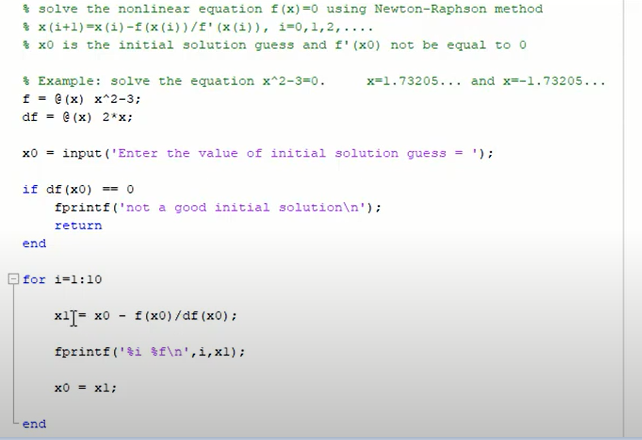 % solve the nonlinear equation f(x)=0 using Newton-Raphson method
% x(i+1)=x(i)-f(x(i))/f'(x(i)), i=0,1,2,....
% x0 is the initial solution guess and f'(x0) not be equal to 0
% Example: solve the equation x^2-3=0. x=1.73205... and x=-1.73205...
f = @(x) x^2-3;
df = @(x) 2*x;
x0 = input('Enter the value of initial solution guess = ');
if df(x0) == 0
fprintf('not a good initial solution\n');
return
end
for i=1:10
x1 = x0 - f(x0)/df(x0);
fprintf('%i %f\n',i,x1);
x0 = x1;
end